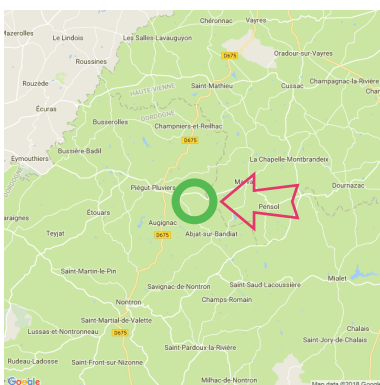 Chéronnac Vayres
Mazerolles Le Lindois Les Salles-Lavauguyon
D675 Oradour-sur-Vayres
Roussines
Rouzède HAUTE VIENNE Saint-Mathieu Cussac Champagnac-la-Rivière
DORDOGNE
Écuras
Busserolles Champniers-et-Reilhac
D675
Eymouthiers Bussière-Badil La Chapelle-Montbrandeix
Piégut-Pluviers Dournazac
DORDOGNE
Pensol
Étouars
Augignac
Teyjat D675 Abjat-sur-Bandiat
Saint-Martin-le-Pin
Savignac-de-Nontron Saint-Saud-Lacoussière Mialet
Nontron Champs-Romain
Saint-Martial-de-Valette
Lussas-et-Nontronneau D675 Chalais
Saint-Jory-de-Chalais
Saint-Pardoux-la-Rivière
Rudeau-Ladosse Saint-Front-sur-Nizonne
Google Milhac-de-Nontron Map data ©2018 Google